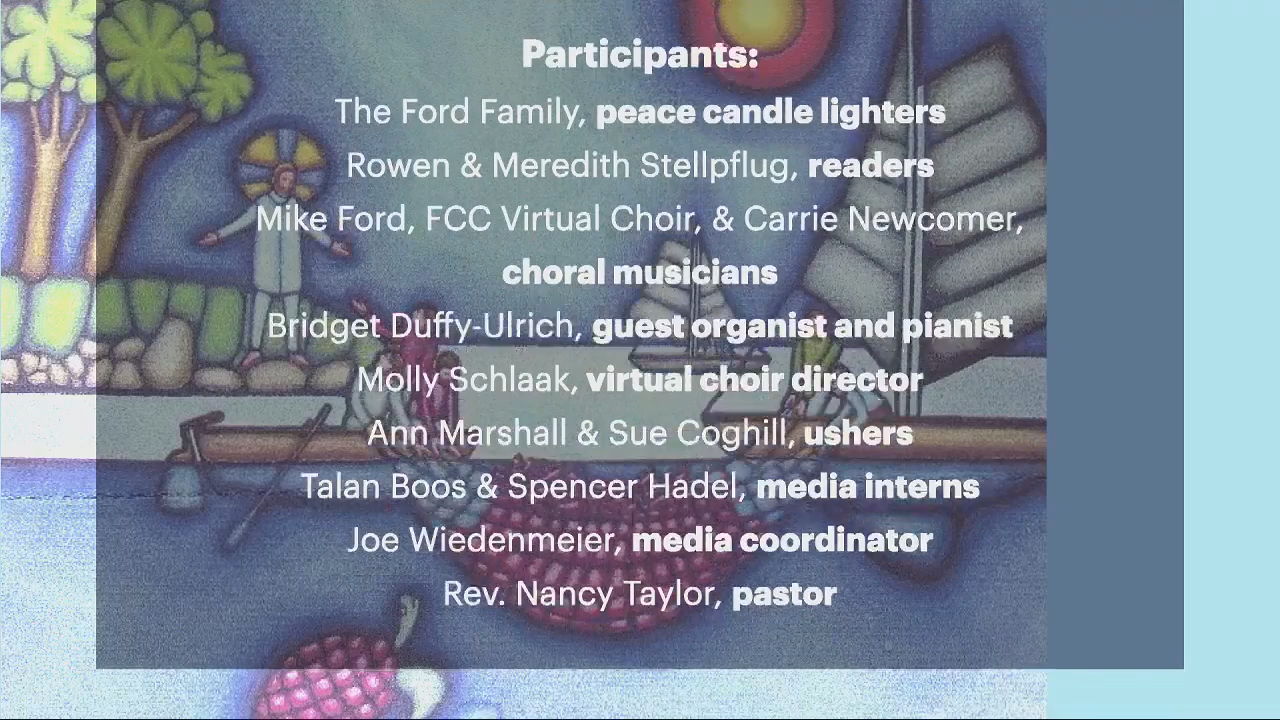 Participants:
The Ford Family, peace candle lighters
Rowen & Meredith Stellpflug, readers
Mike Ford, FCC Virtual Choir, & Carrie Newcomer,
choral musicians
Bridget Duffy-Ulrich, guest organist and pianist
Molly Schlaak, virtual choir director
Ann Marshall & Sue Coghill, ushers
Talan Boos & Spencer Hadel, media interns
Joe Wiedenmeier, media coordinator
Rev. Nancy Taylor, pastor